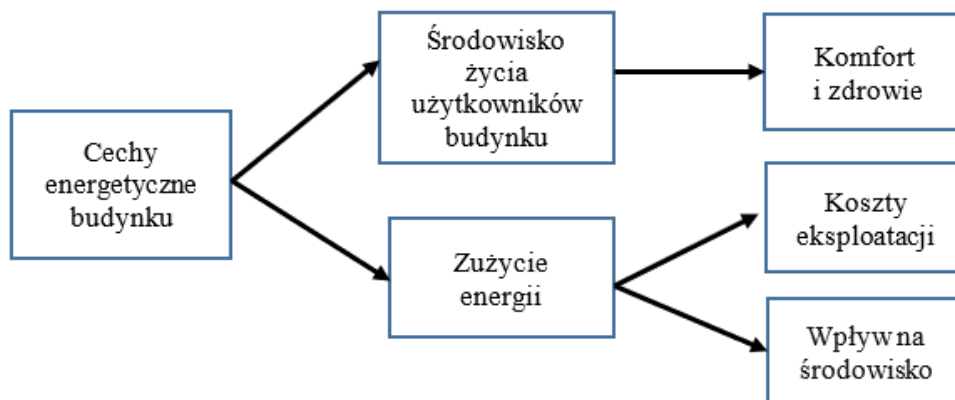 Cechy
energetyczne
budynku
Środowisko
życia
użytkowników
budynku
Komfort
i zdrowie
Zużycie
energii
Koszty
eksploatacji
Wpływ na
środowisko